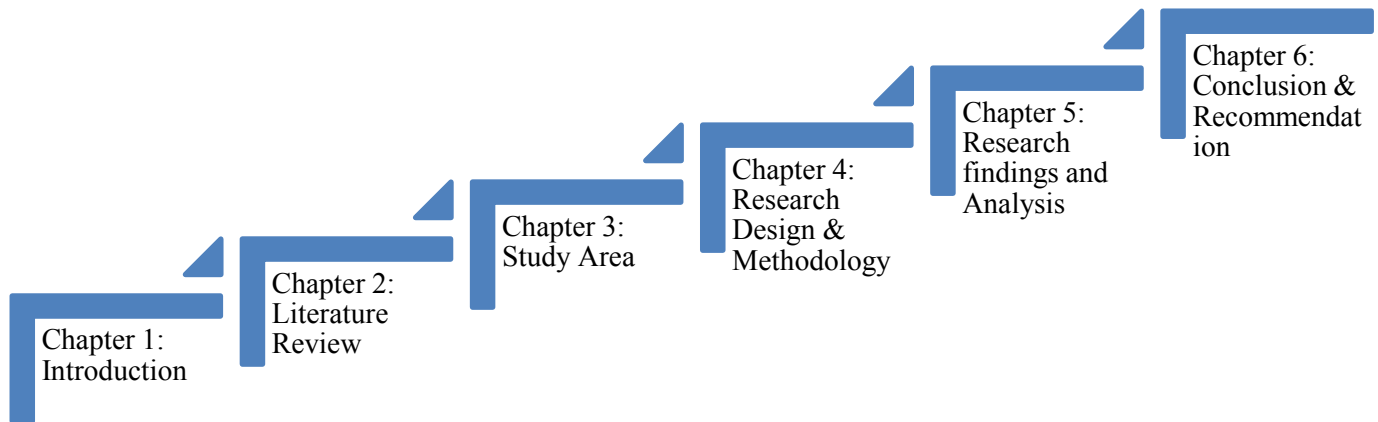 Chapter 1:
Introduction
Chapter 2:
Literature
Review
Chapter 3:
Study Area
Chapter 4:
Research
Design &
Methodology
Chapter 5:
Research
findings and
Analysis
Chapter 6:
Conclusion &
Recommendat
ion